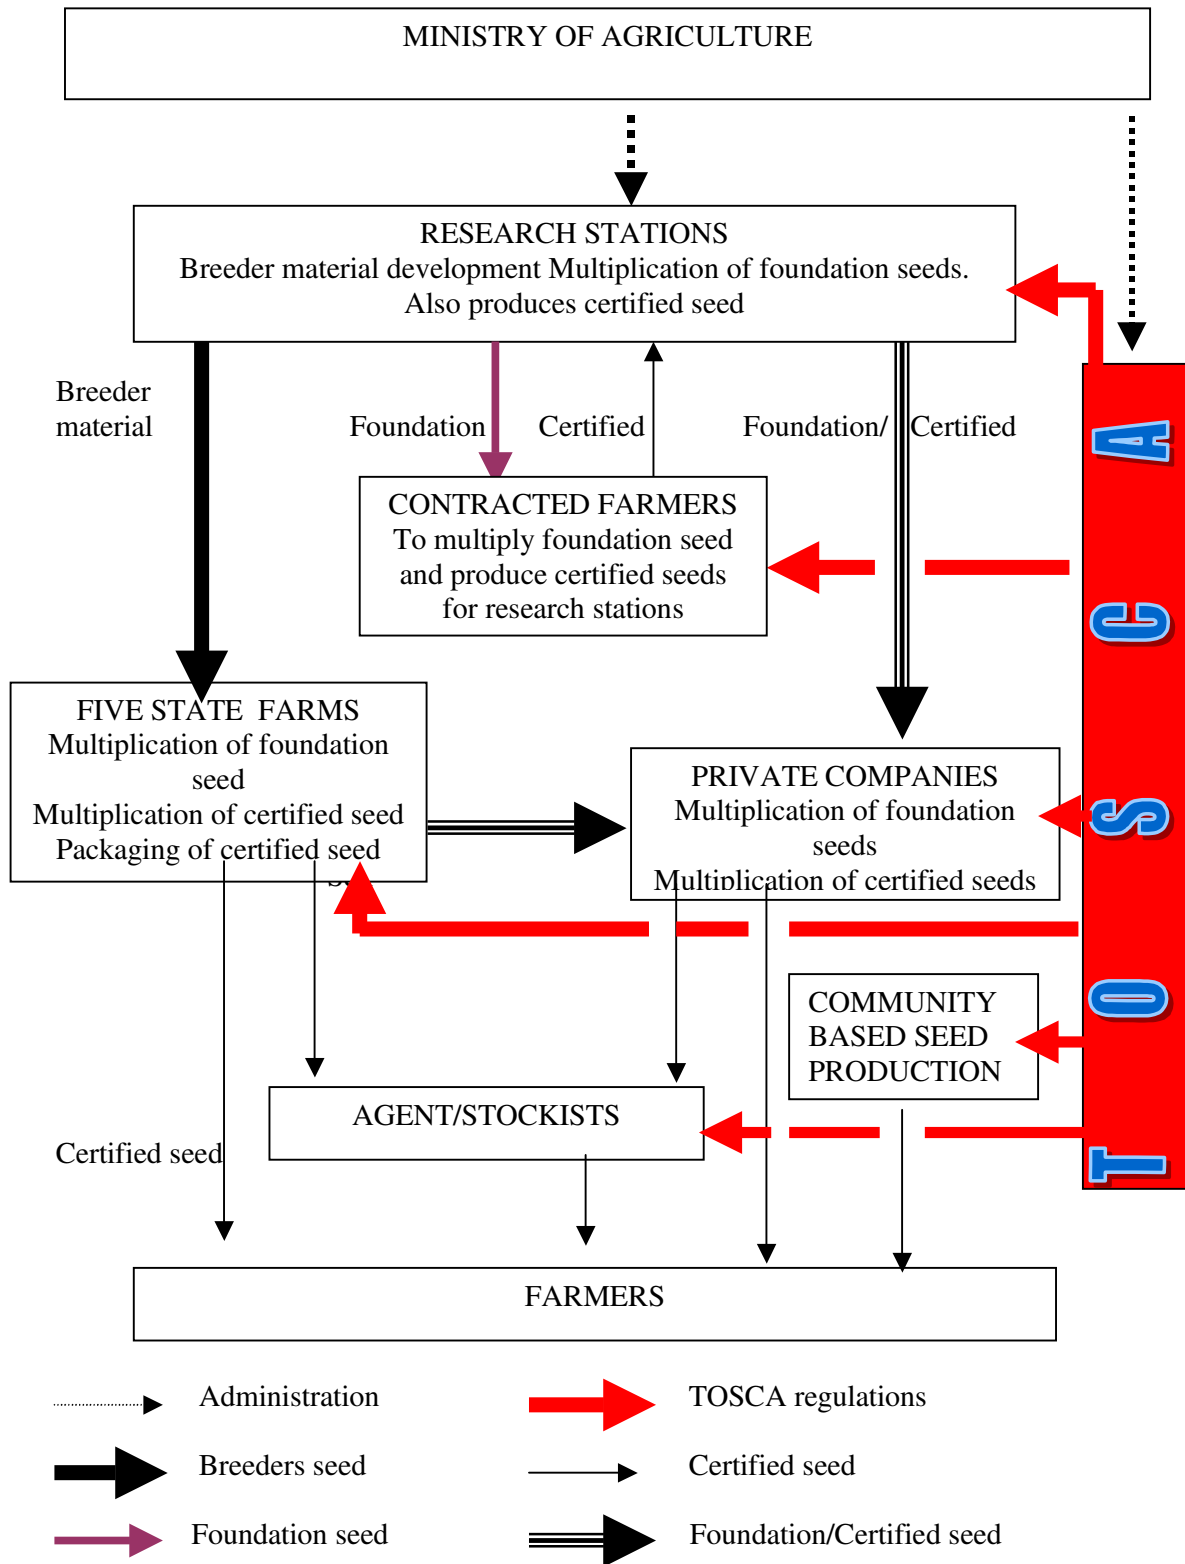 MINISTRY OF AGRICULTURE
RESEARCH STATIONS
Breeder material development Multiplication of foundation seeds.
Also produces certified seed
Breeder
material
Foundation
Certified
Foundation/
Certified
CONTRACTED FARMERS
To multiply foundation seed
and produce certified seeds
for research stations
FIVE STATE FARMS
Multiplication of foundation
seed
Multiplication of certified seed
Packaging of certified seed
PRIVATE COMPANIES
Multiplication of foundation
seeds
Multiplication of certified seeds
COMMUNITY
BASED SEED
PRODUCTION
AGENT/STOCKISTS
Certified seed
FARMERS
TOSCA
Administration
TOSCA regulations
Breeders seed
Certified seed
Foundation seed
Foundation/Certified seed